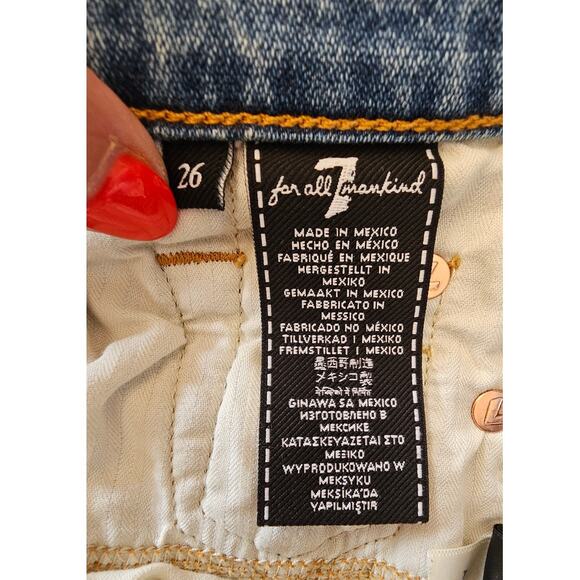 26
for all 7 mankind
MADE IN MEXICO
HECHO EN MÉXICO
FABRIQUÉ EN MEXIQUE
HERGESTELLT IN
MEXIKO
GEMAAKT IN MEXICO
FABBRICATO IN
MESSICO
FABRICADO NO MÉXICO
TILLVERKAD I MEXIKO
FREMSTILLET I MEXICO
墨西野制造
メキシコ製
GINAWA SA MEXICO
ИЗГОТОВЛЕНО В
МЕКСИКЕ
ΚΑΤΑΣΚΕΥΑΖΕΤΑΙ ΣΤΟ
ΜΕΞΙΚΟ
WYPRODUKOWANO W
MEKSYKU
MEKSİKA'DA
YAPILMIŞTIR